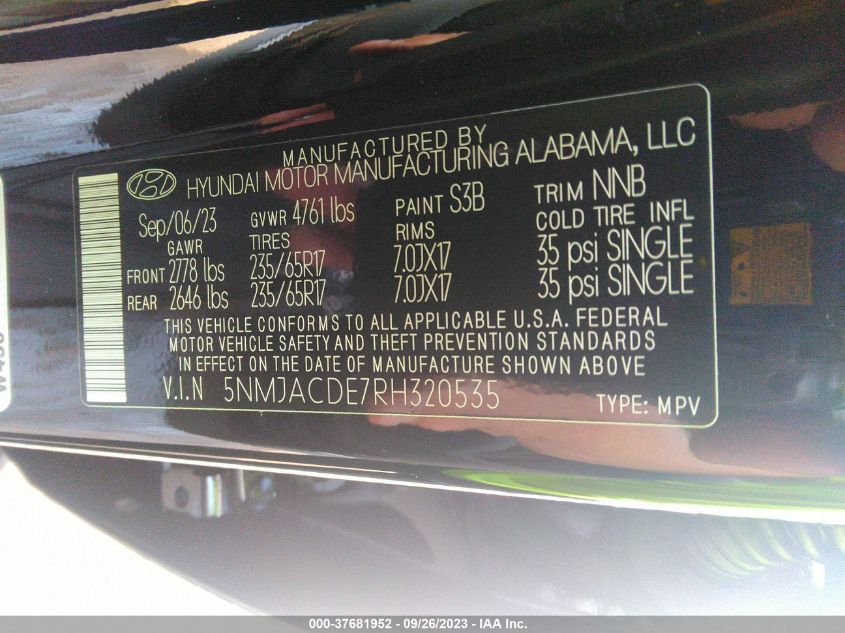 MANUFACTURED BY
HYUNDAI MOTOR MANUFACTURING ALABAMA, LLC
Sep/06/23 GVWR 4761 lbs PAINT S3B TRIM NNB
GAWR TIRES RIMS COLD TIRE INFL
FRONT 2778 lbs 235/65R17 7.0JX17 35 psi SINGLE
REAR 2646 lbs 235/65R17 7.0JX17 35 psi SINGLE
THIS VEHICLE CONFORMS TO ALL APPLICABLE U.S.A. FEDERAL
MOTOR VEHICLE SAFETY AND THEFT PREVENTION STANDARDS
IN EFFECT ON THE DATE OF MANUFACTURE SHOWN ABOVE
V.I.N 5NMJACDE7RH320535 TYPE: MPV
000-37681952 - 09/26/2023 - IAA Inc.